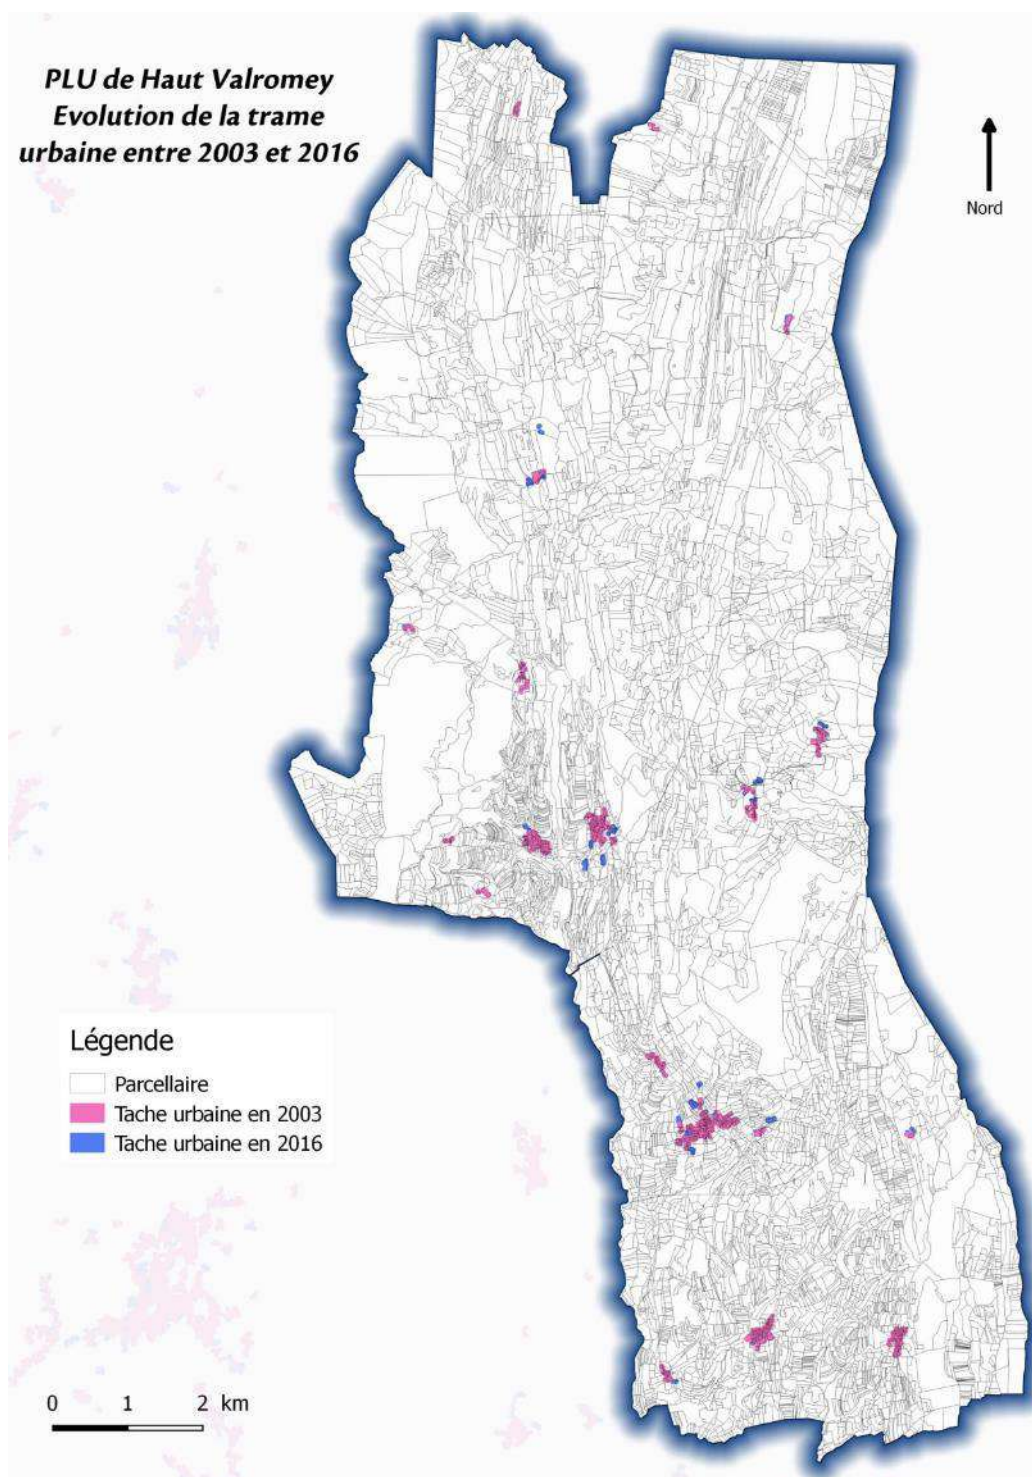 PLU de Haut Valromey
Evolution de la trame
urbaine entre 2003 et 2016
Nord
Légende
Parcellaire
Tache urbaine en 2003
Tache urbaine en 2016
0 1 2 km